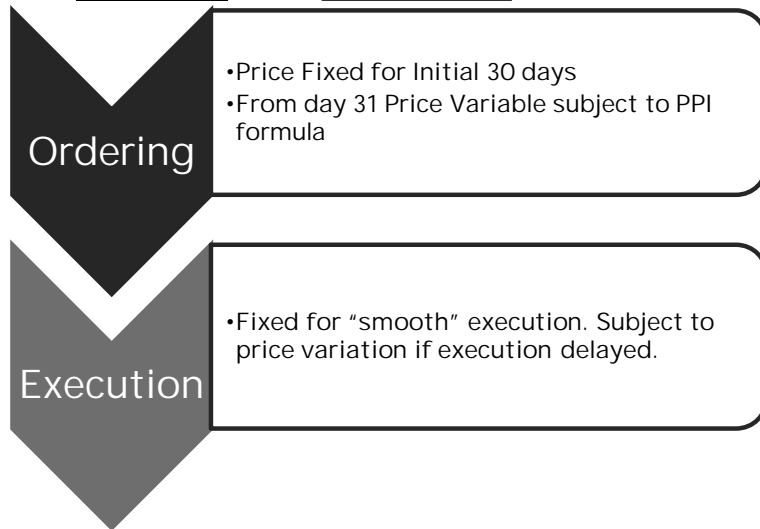 Ordering
•Price Fixed for Initial 30 days
•From day 31 Price Variable subject to PPI
formula
Execution
•Fixed for “smooth” execution. Subject to
price variation if execution delayed.